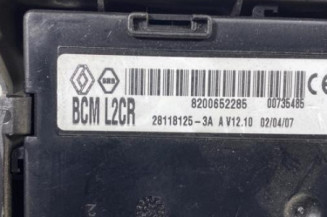 8200652285 00735485
BCM L2CR
28118125-3A A V12.10 02/04/07